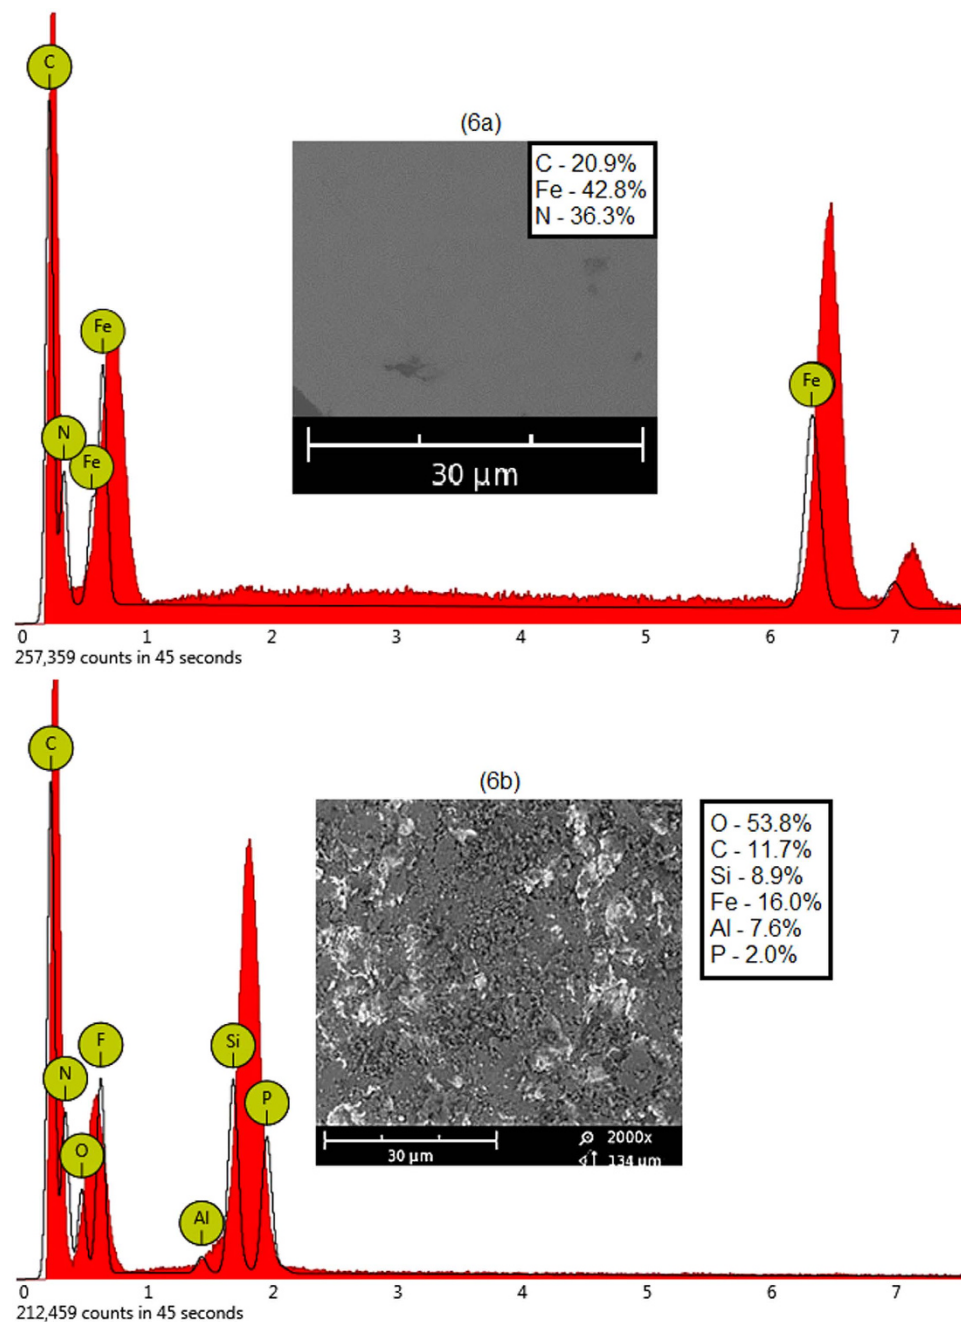 C
(6a)
C - 20.9%
Fe - 42.8%
N - 36.3%
Fe
Fe
N
Fe
30 µm
0 1 2 3 4 5 6 7
257,359 counts in 45 seconds
C
(6b)
O - 53.8%
C - 11.7%
Si - 8.9%
Fe - 16.0%
Al - 7.6%
P - 2.0%
F
Si
N
P
O
Al
30 µm
2000x
134 µm
0 1 2 3 4 5 6 7
212,459 counts in 45 seconds